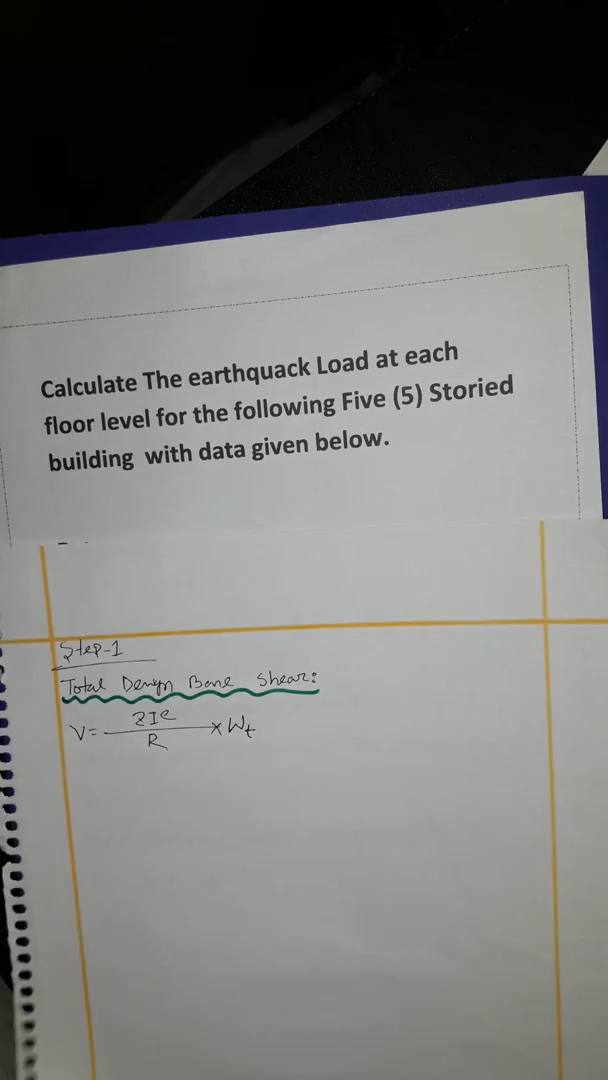 Calculate The earthquack Load at each
floor level for the following Five (5) Storied
building with data given below.
Step-1
Total Design Base Shear:
V = ZIC / R × Wt